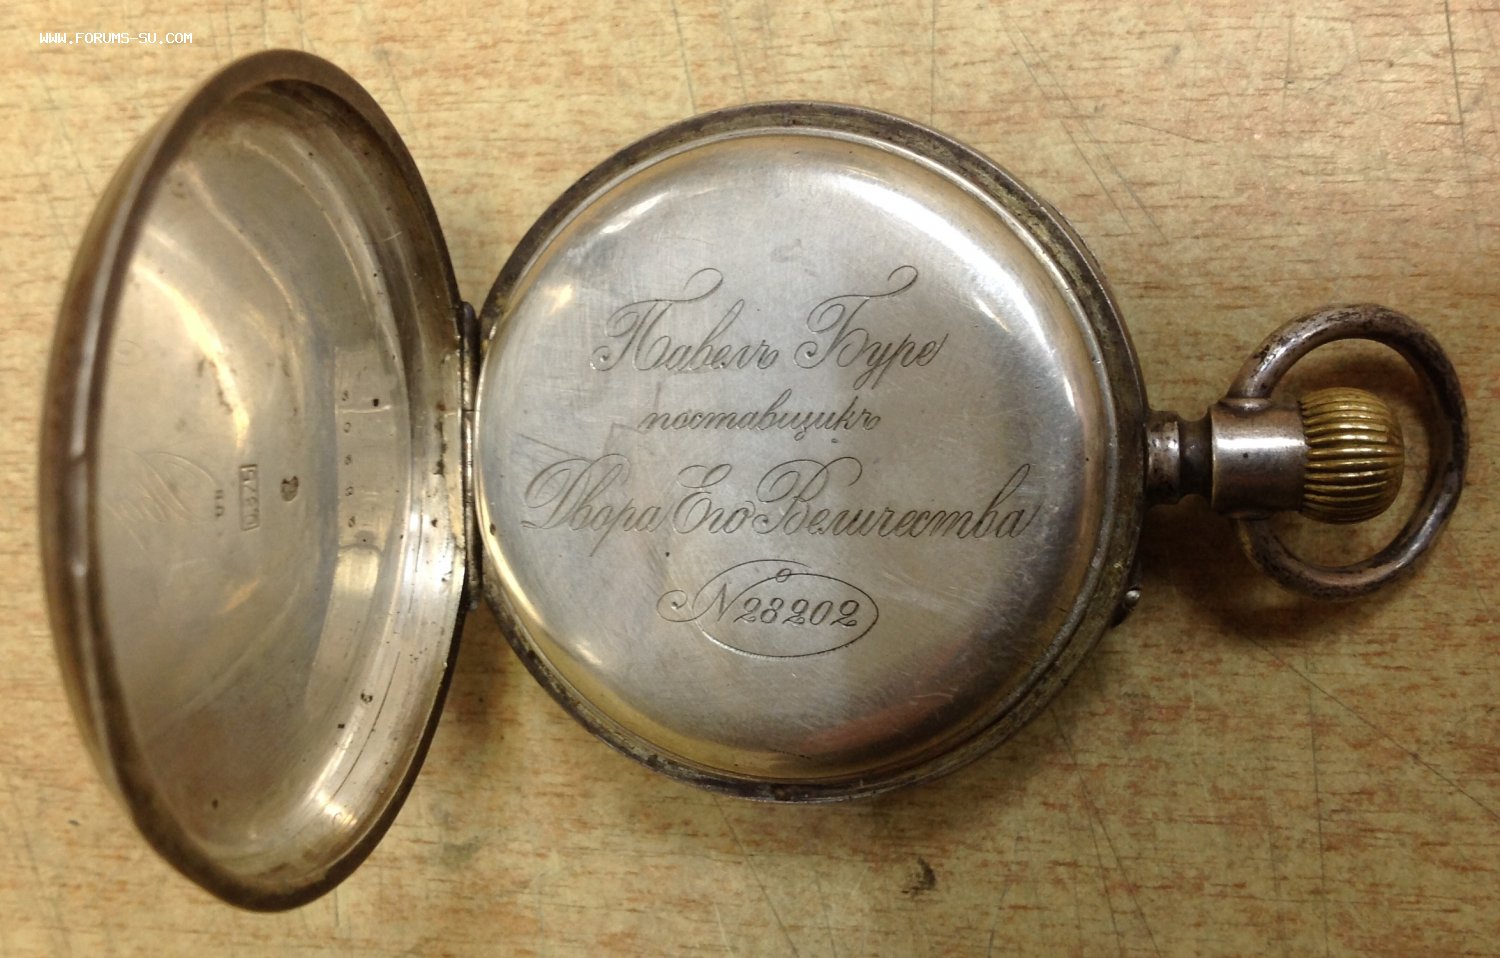 WWW.FORUMS-SU.COM
Павелъ Буре
поставщикъ
Двора Его Величества
№ 28202